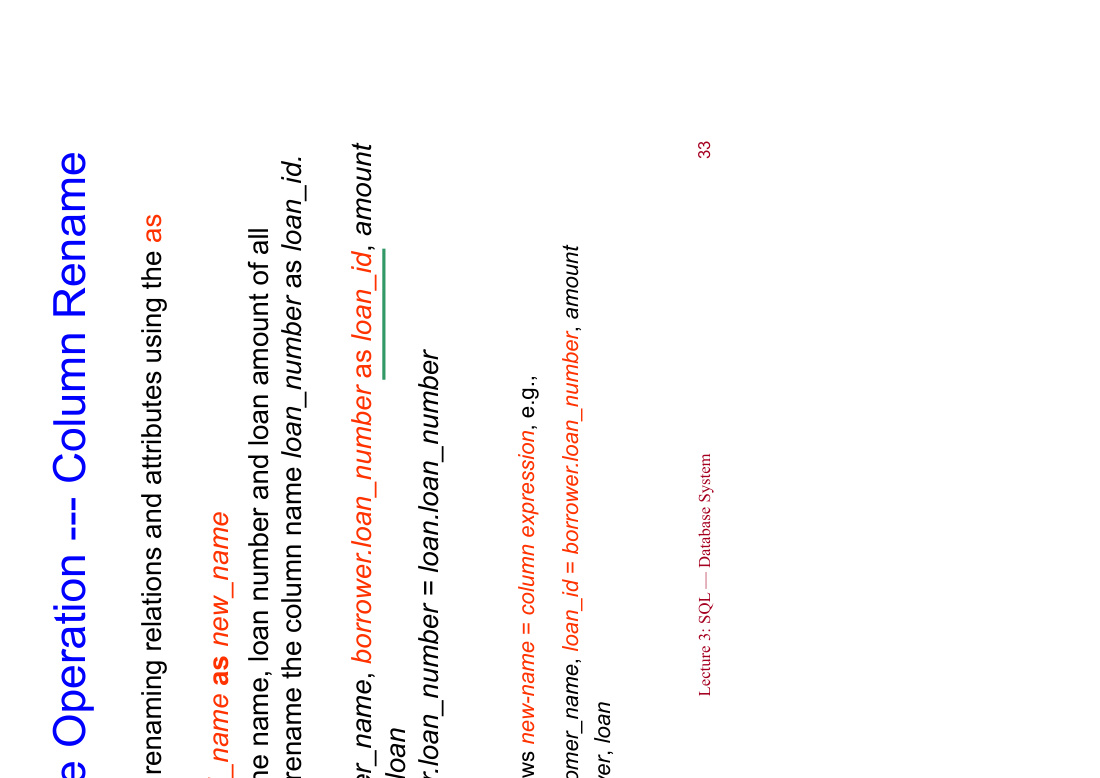 e Operation --- Column Rename
renaming relations and attributes using the as
_name as new_name
ne name, loan number and loan amount of all
rename the column name loan_number as loan_id.
er_name, borrower.loan_number as loan_id, amount
loan
r.loan_number = loan.loan_number
ws new-name = column expression, e.g.,
omer_name, loan_id = borrower.loan_number, amount
ver, loan
Lecture 3: SQL — Database System 33